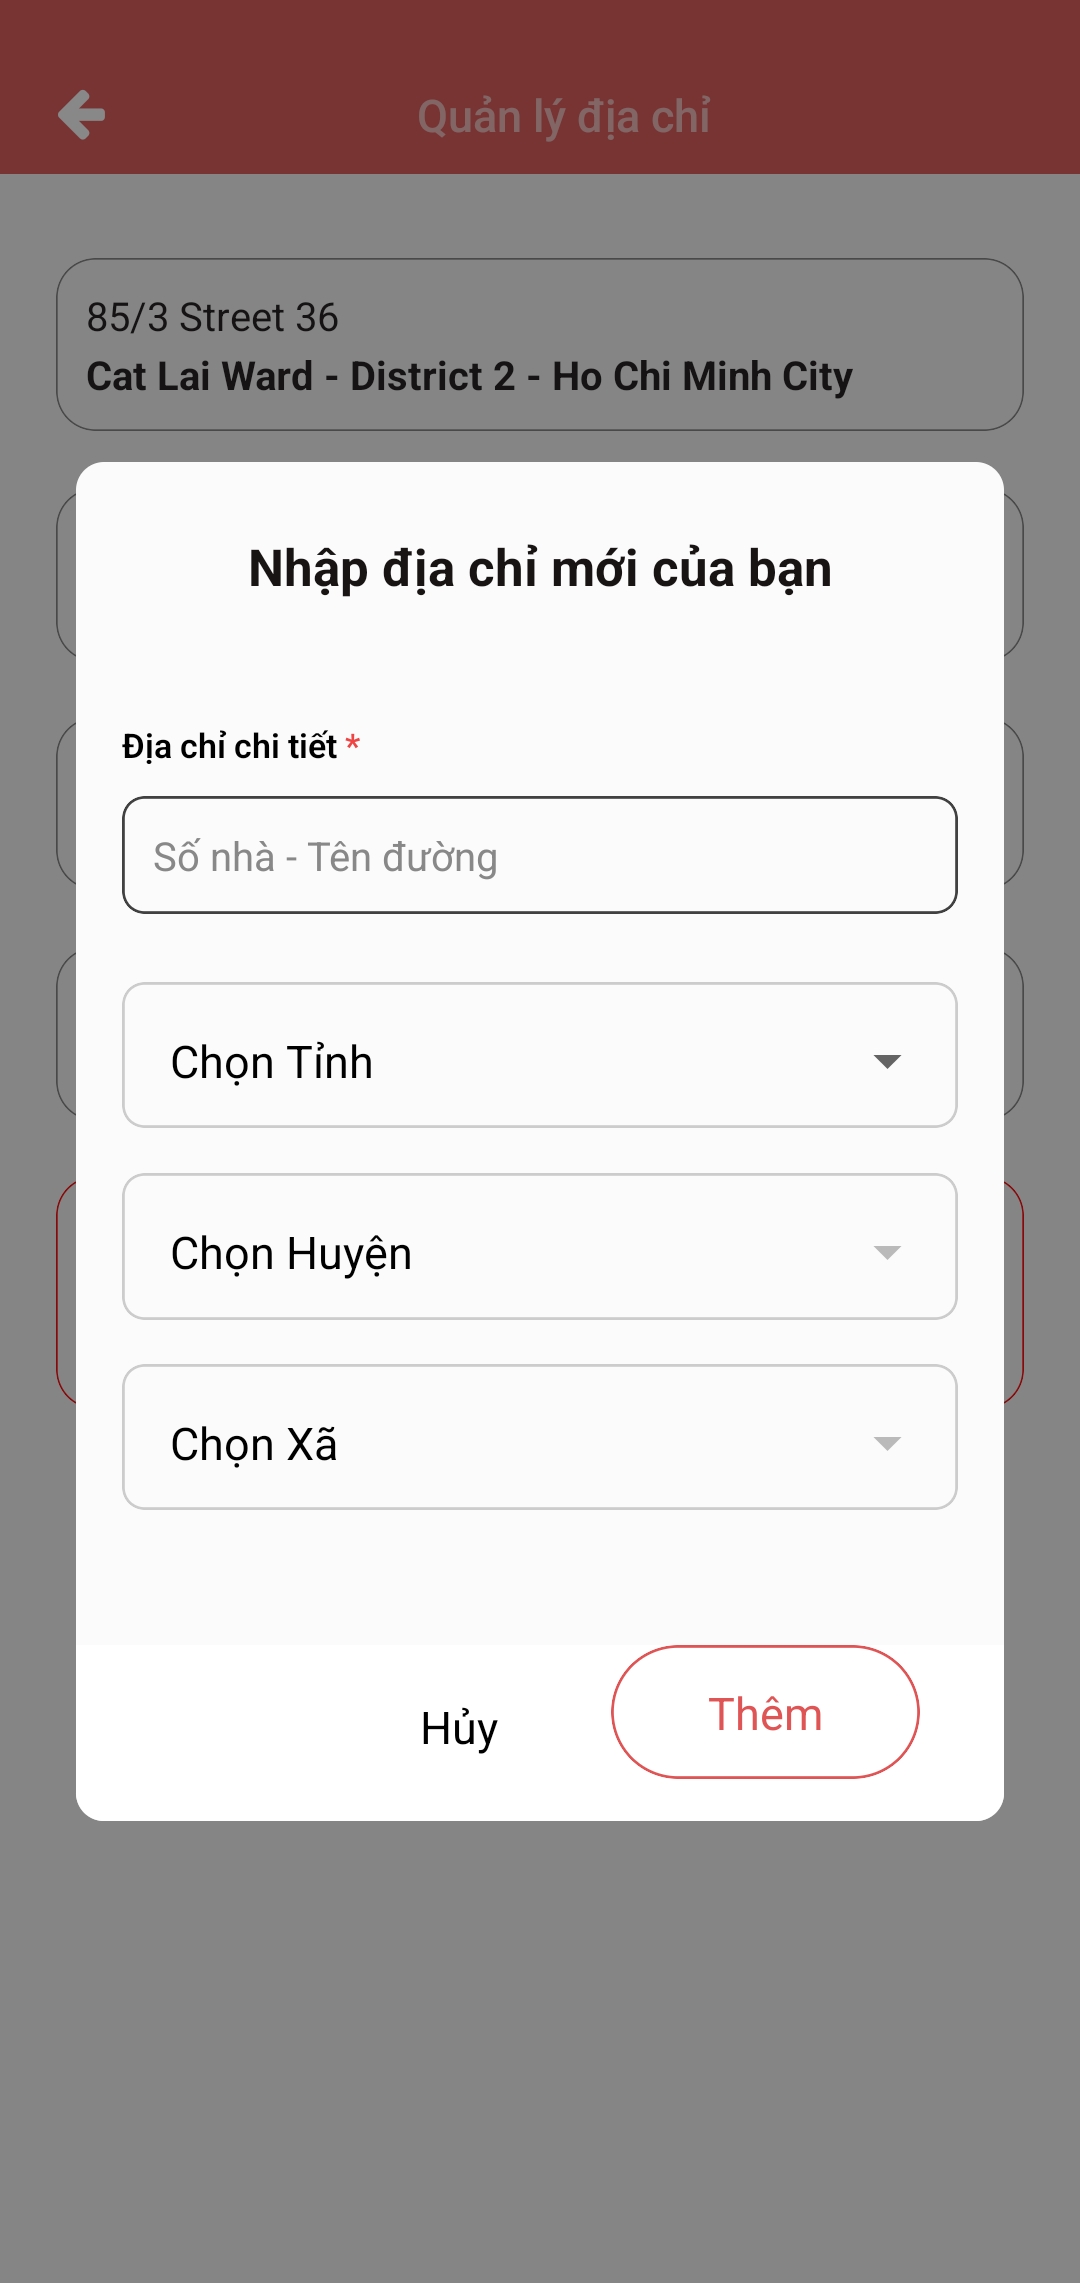 Quản lý địa chỉ
85/3 Street 36
Cat Lai Ward - District 2 - Ho Chi Minh City
Nhập địa chỉ mới của bạn
Địa chỉ chi tiết *
Số nhà - Tên đường
Chọn Tỉnh
Chọn Huyện
Chọn Xã
Hủy
Thêm